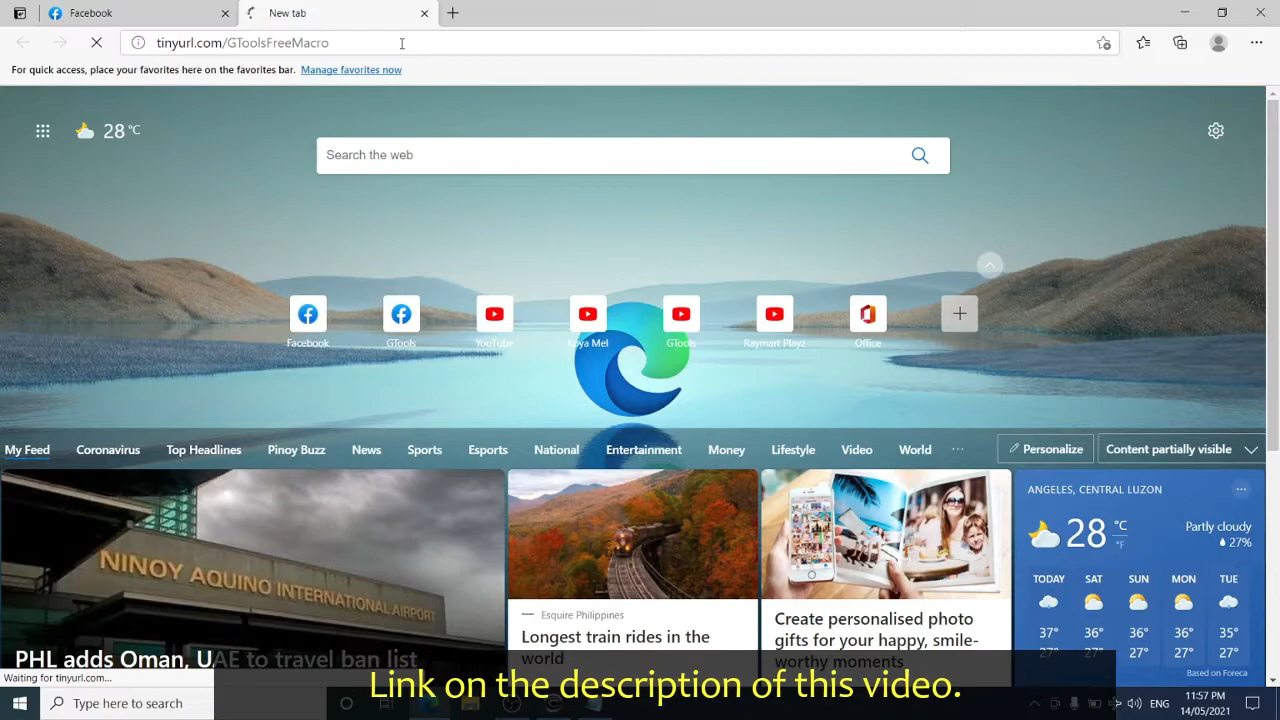 Facebook
New tab
tinyurl.com/GToolsFreeMacro
For quick access, place your favorites here on the favorites bar. Manage favorites now
28 °C
Search the web
Facebook
GTools
YouTube
Koya Mel
GTools
Raymart Playz
Office
My Feed
Coronavirus
Top Headlines
Pinoy Buzz
News
Sports
Esports
National
Entertainment
Money
Lifestyle
Video
World
Personalize
Content partially visible
NINOY AQUINO INTERNATIONAL AIRPORT
PHL adds Oman, UAE to travel ban list
Esquire Philippines
Longest train rides in the
world
Create personalised photo
gifts for your happy, smile-
worthy moments
ANGELES, CENTRAL LUZON
28 °C
°F
Partly cloudy
27%
TODAY SAT SUN MON TUE
37° 36° 36° 36° 35°
27° 27° 27° 27° 27°
Based on Foreca
Waiting for tinyurl.com...
Link on the description of this video.
Type here to search
ENG
11:57 PM
14/05/2021